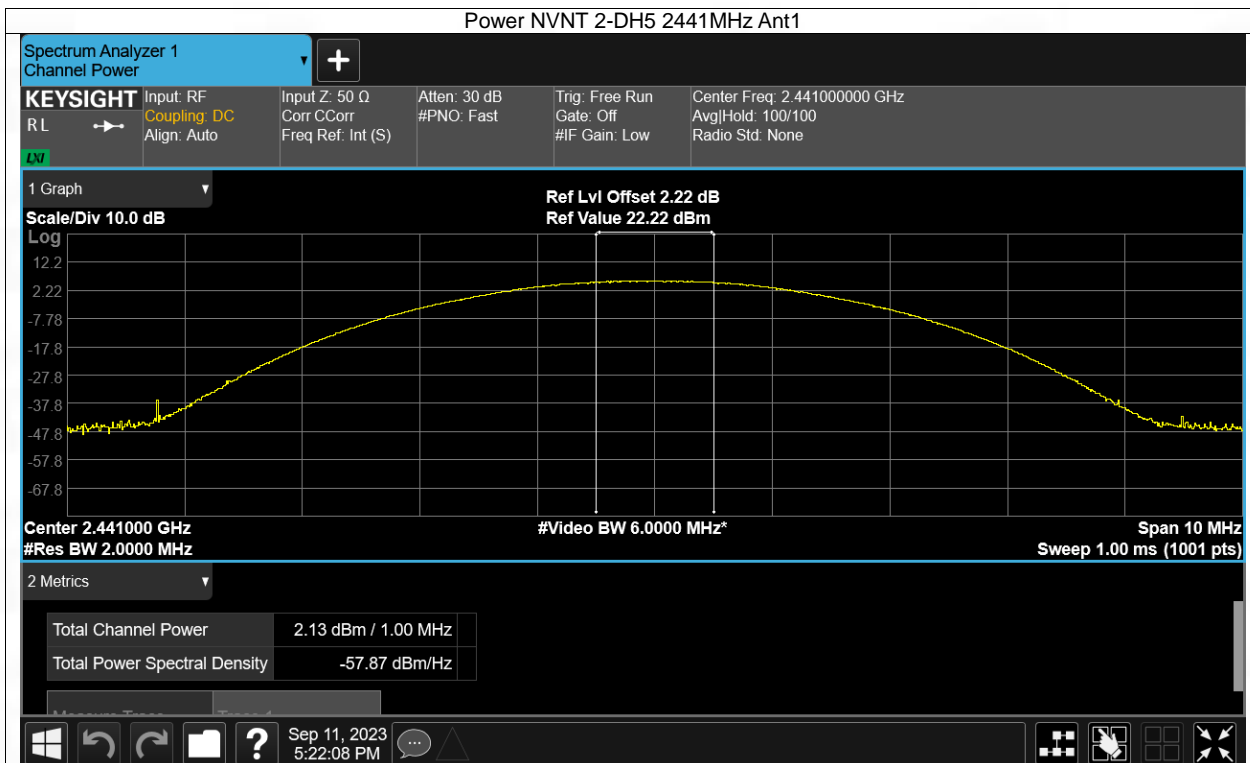 Power NVNT 2-DH5 2441MHz Ant1
Spectrum Analyzer 1
Channel Power
KEYSIGHT
R L
LXI
Input: RF
Coupling: DC
Align: Auto
Input Z: 50 Ω
Corr CCorr
Freq Ref: Int (S)
Atten: 30 dB
#PNO: Fast
Trig: Free Run
Gate: Off
#IF Gain: Low
Center Freq: 2.441000000 GHz
Avg|Hold: 100/100
Radio Std: None
1 Graph
Scale/Div 10.0 dB
Ref Lvl Offset 2.22 dB
Ref Value 22.22 dBm
Log
12.2
2.22
-7.78
-17.8
-27.8
-37.8
-47.8
-57.8
-67.8
Center 2.441000 GHz
#Video BW 6.0000 MHz*
Span 10 MHz
#Res BW 2.0000 MHz
Sweep 1.00 ms (1001 pts)
2 Metrics
Total Channel Power 2.13 dBm / 1.00 MHz
Total Power Spectral Density -57.87 dBm/Hz
?
Sep 11, 2023
5:22:08 PM